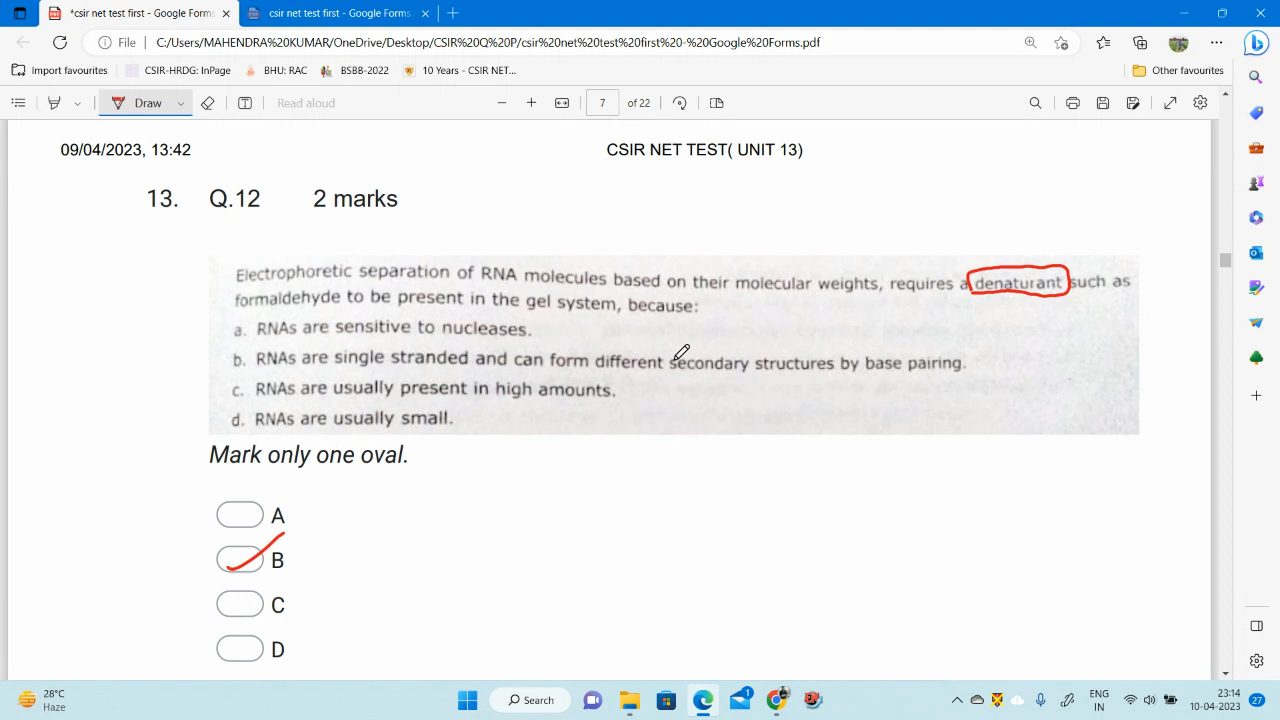 *csir net test first - Google Forms
csir net test first - Google Forms
File
C:/Users/MAHENDRA%20KUMAR/OneDrive/Desktop/CSIR%20Q%20P/csir%20net%20test%20first%20-%20Google%20Forms.pdf
Import favourites
CSIR-HRDG: InPage
BHU: RAC
BSBB-2022
10 Years - CSIR NET...
Other favourites
Draw
Read aloud
7
of 22
09/04/2023, 13:42
CSIR NET TEST( UNIT 13)
13. Q.12 2 marks
Electrophoretic separation of RNA molecules based on their molecular weights, requires a denaturant such as
formaldehyde to be present in the gel system, because:
a. RNAs are sensitive to nucleases.
b. RNAs are single stranded and can form different secondary structures by base pairing.
c. RNAs are usually present in high amounts.
d. RNAs are usually small.
Mark only one oval.
A
B
C
D
28°C
Haze
Search
1
ENG
IN
23:14
10-04-2023
27